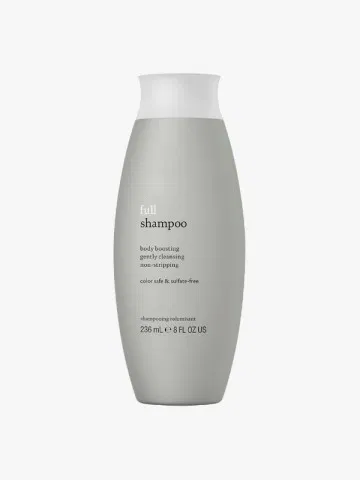 full
shampoo
body boosting
gently cleansing
non-stripping
color safe & sulfate-free
shampooing volumisant
236 mL ℮ 8 FL OZ US